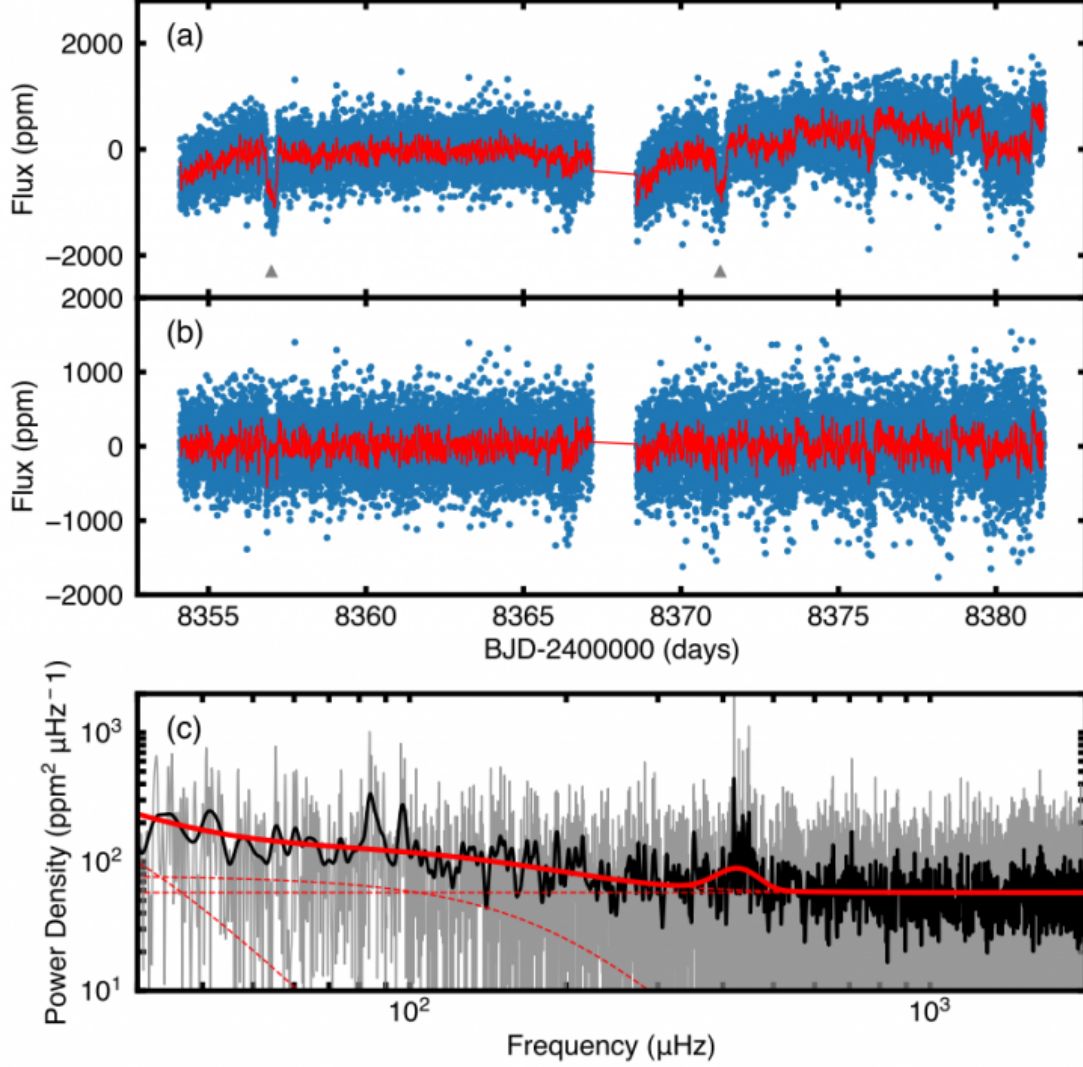 (a)
Flux (ppm)
2000
0
−2000
(b)
Flux (ppm)
2000
1000
0
−1000
−2000
8355 8360 8365 8370 8375 8380
BJD-2400000 (days)
(c)
Power Density (ppm² μHz⁻¹)
10³
10²
10¹
10² 10³
Frequency (μHz)